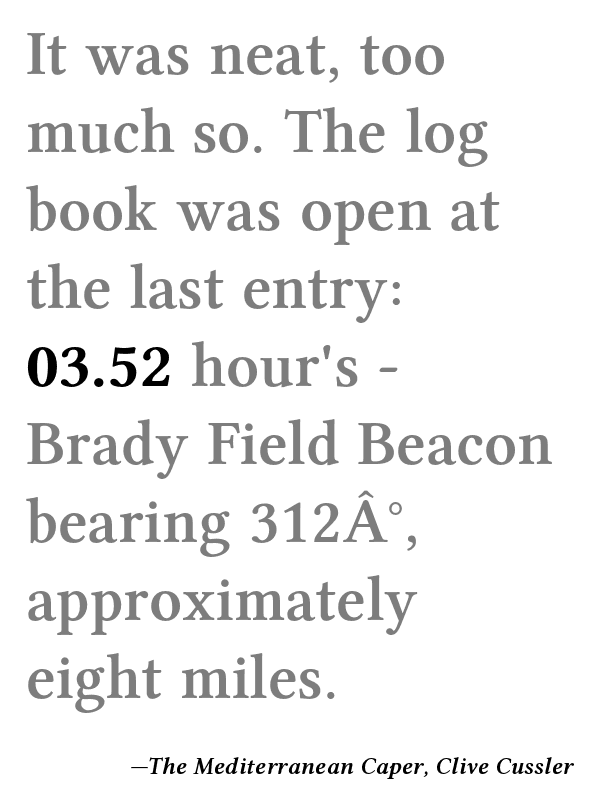 It was neat, too
much so. The log
book was open at
the last entry:
03.52 hour's -
Brady Field Beacon
bearing 312Â°,
approximately
eight miles.
—The Mediterranean Caper, Clive Cussler